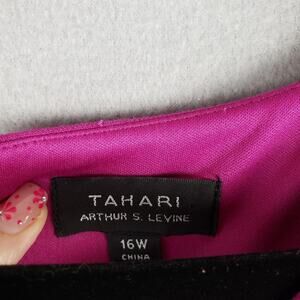 TAHARI
ARTHUR S. LEVINE
16W
CHINA